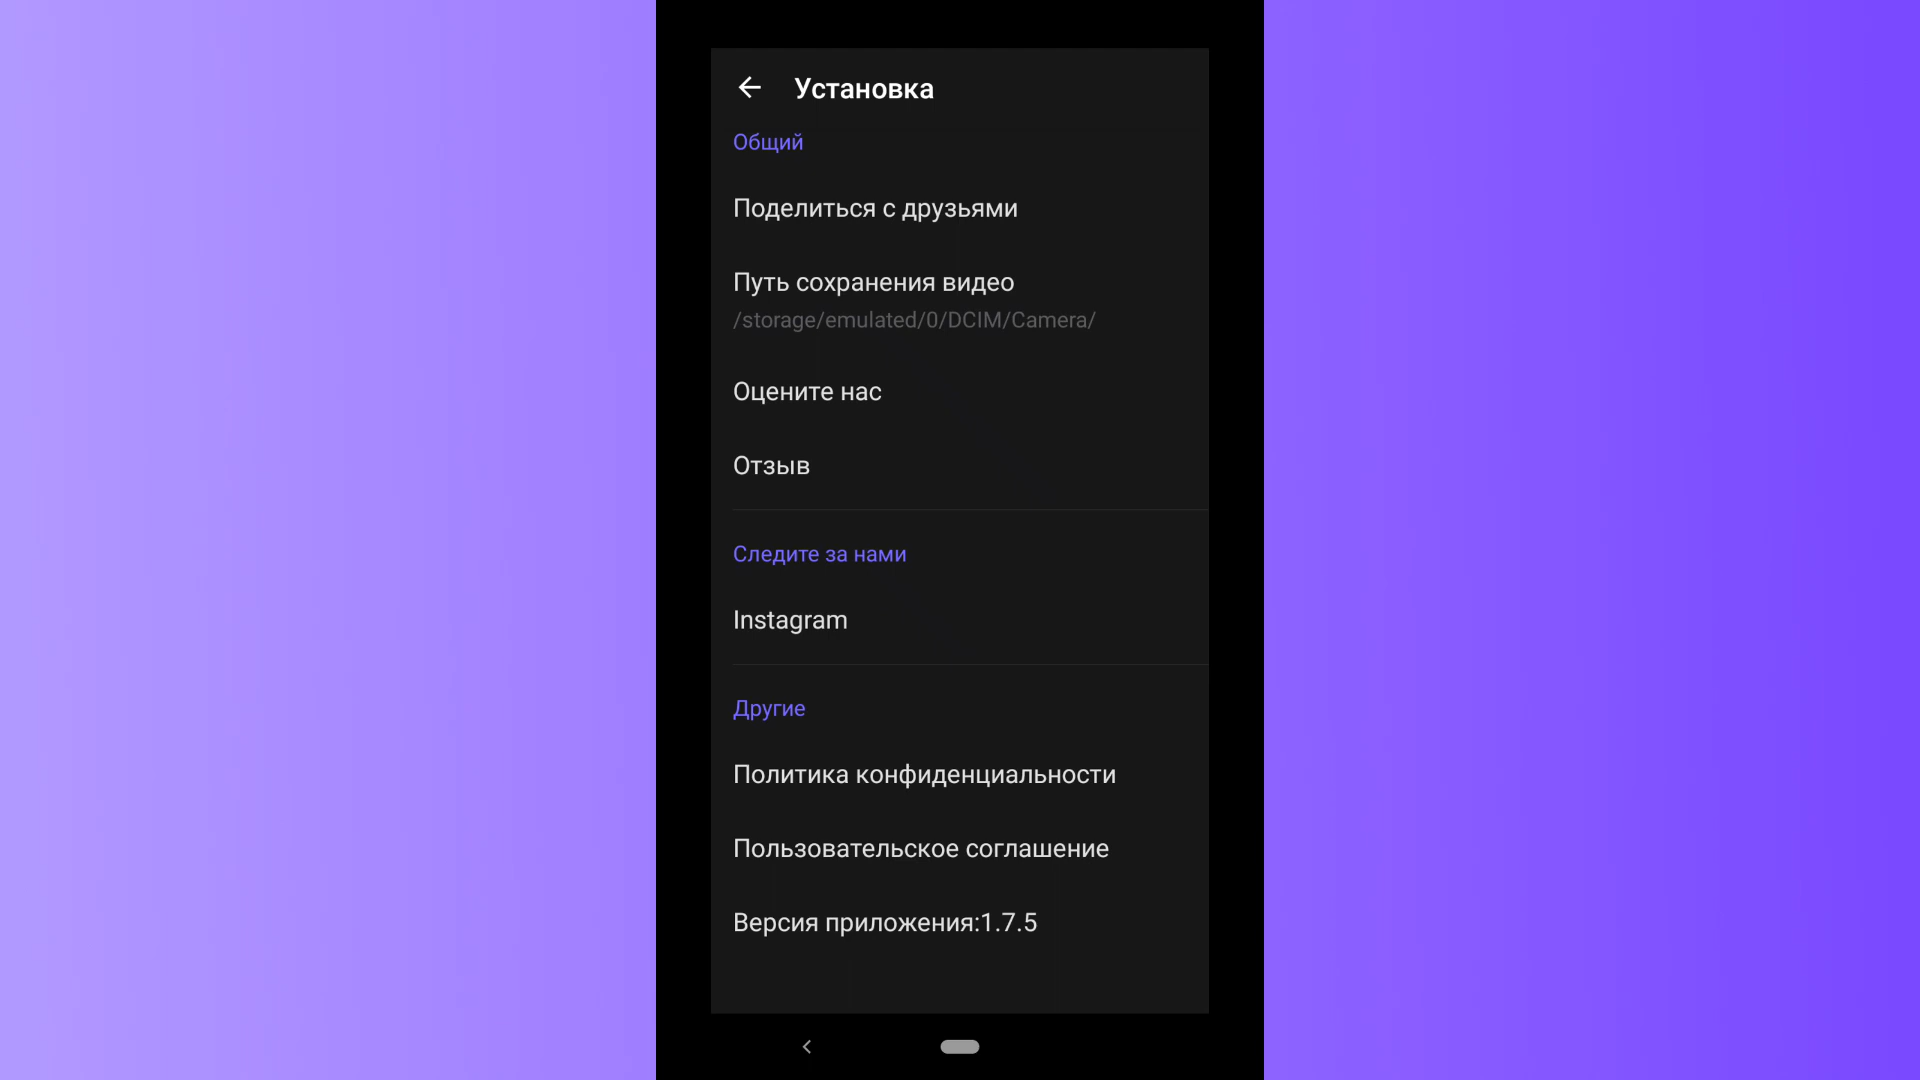 Установка
Общий
Поделиться с друзьями
Путь сохранения видео
/storage/emulated/0/DCIM/Camera/
Оцените нас
Отзыв
Следите за нами
Instagram
Другие
Политика конфиденциальности
Пользовательское соглашение
Версия приложения:1.7.5